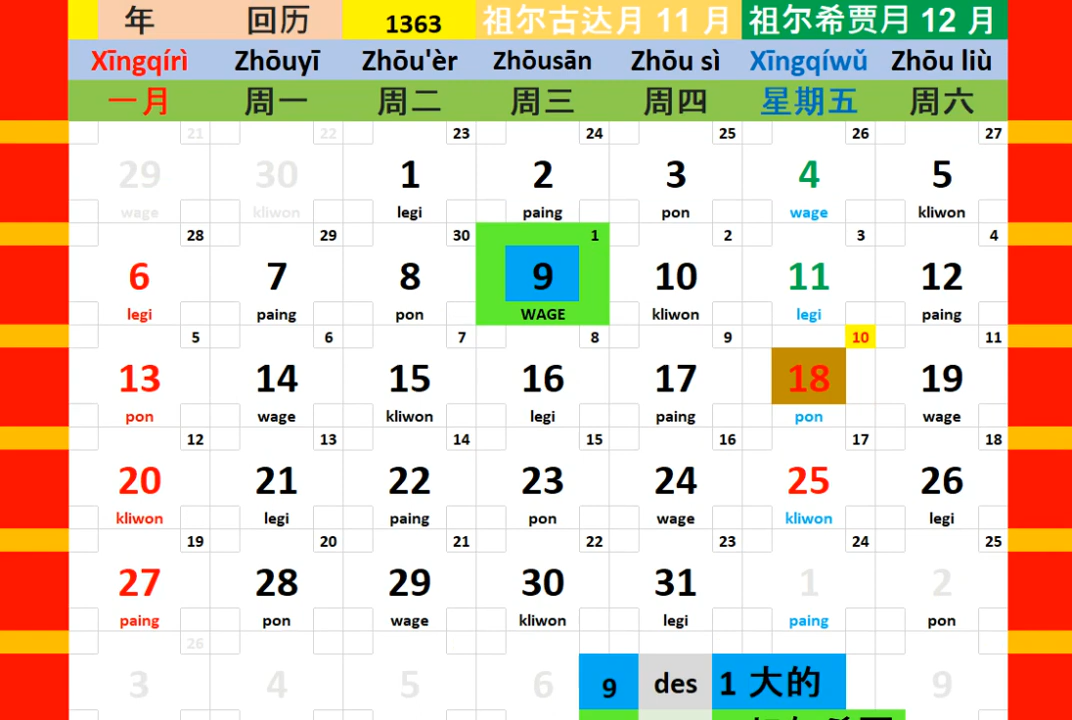 年 回历 1363 祖尔古达月 11 月 祖尔希贾月 12 月
Xīngqírì Zhōuyī Zhōu'èr Zhōusān Zhōu sì Xīngqíwǔ Zhōu liù
一月 周一 周二 周三 周四 星期五 周六
21 22 23 24 25 26 27
29 30 1 2 3 4 5
wage kliwon legi paing pon wage kliwon
28 29 30 1 2 3 4
6 7 8 9 10 11 12
legi paing pon WAGE kliwon legi paing
5 6 7 8 9 10 11
13 14 15 16 17 18 19
pon wage kliwon legi paing pon wage
12 13 14 15 16 17 18
20 21 22 23 24 25 26
kliwon legi paing pon wage kliwon legi
19 20 21 22 23 24 25
27 28 29 30 31 1 2
paing pon wage kliwon legi paing pon
26
3 4 5 6 9 des 1 大的 9